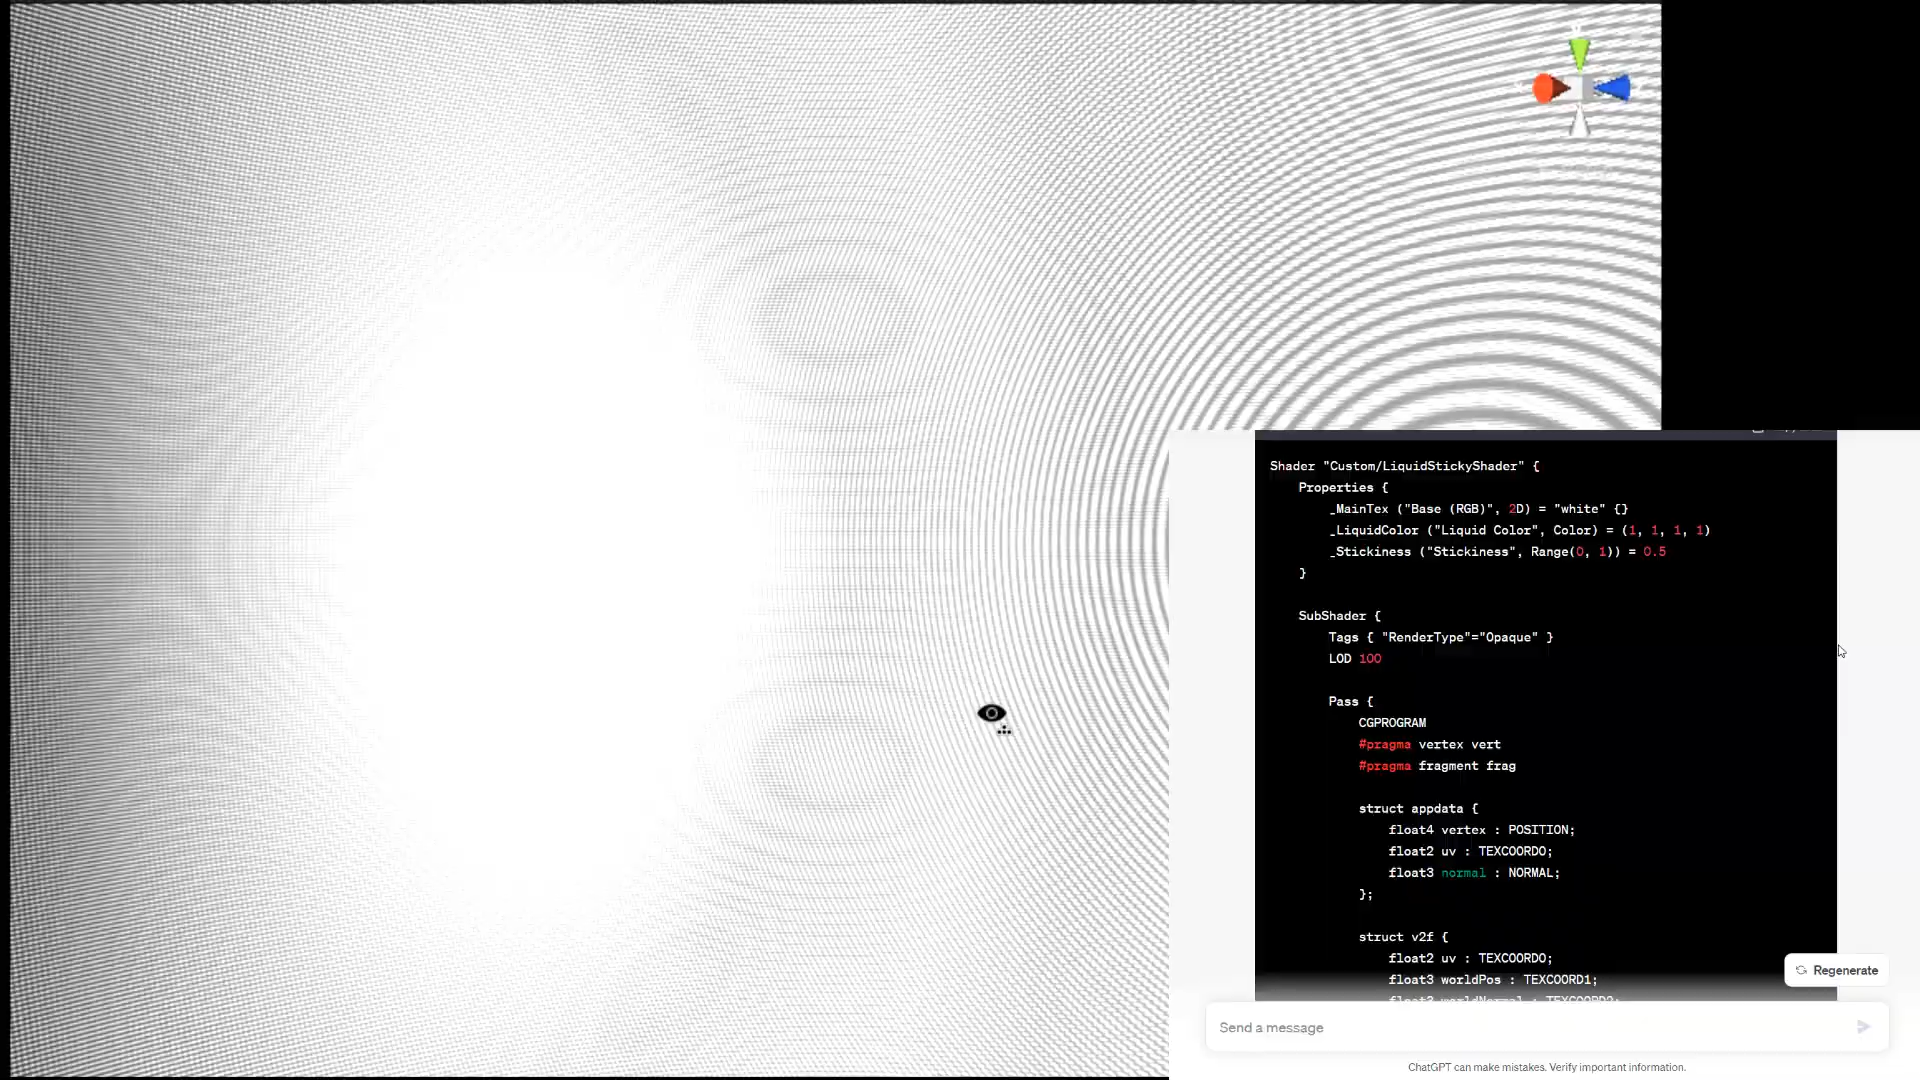 Shader "Custom/LiquidStickyShader" {
Properties {
_MainTex ("Base (RGB)", 2D) = "white" {}
_LiquidColor ("Liquid Color", Color) = (1, 1, 1, 1)
_Stickiness ("Stickiness", Range(0, 1)) = 0.5
}
SubShader {
Tags { "RenderType"="Opaque" }
LOD 100
Pass {
CGPROGRAM
#pragma vertex vert
#pragma fragment frag
struct appdata {
float4 vertex : POSITION;
float2 uv : TEXCOORD0;
float3 normal : NORMAL;
};
struct v2f {
float2 uv : TEXCOORD0;
float3 worldPos : TEXCOORD1;
float3 worldNormal : TEXCOORD2;
Regenerate
Send a message
ChatGPT can make mistakes. Verify important information.